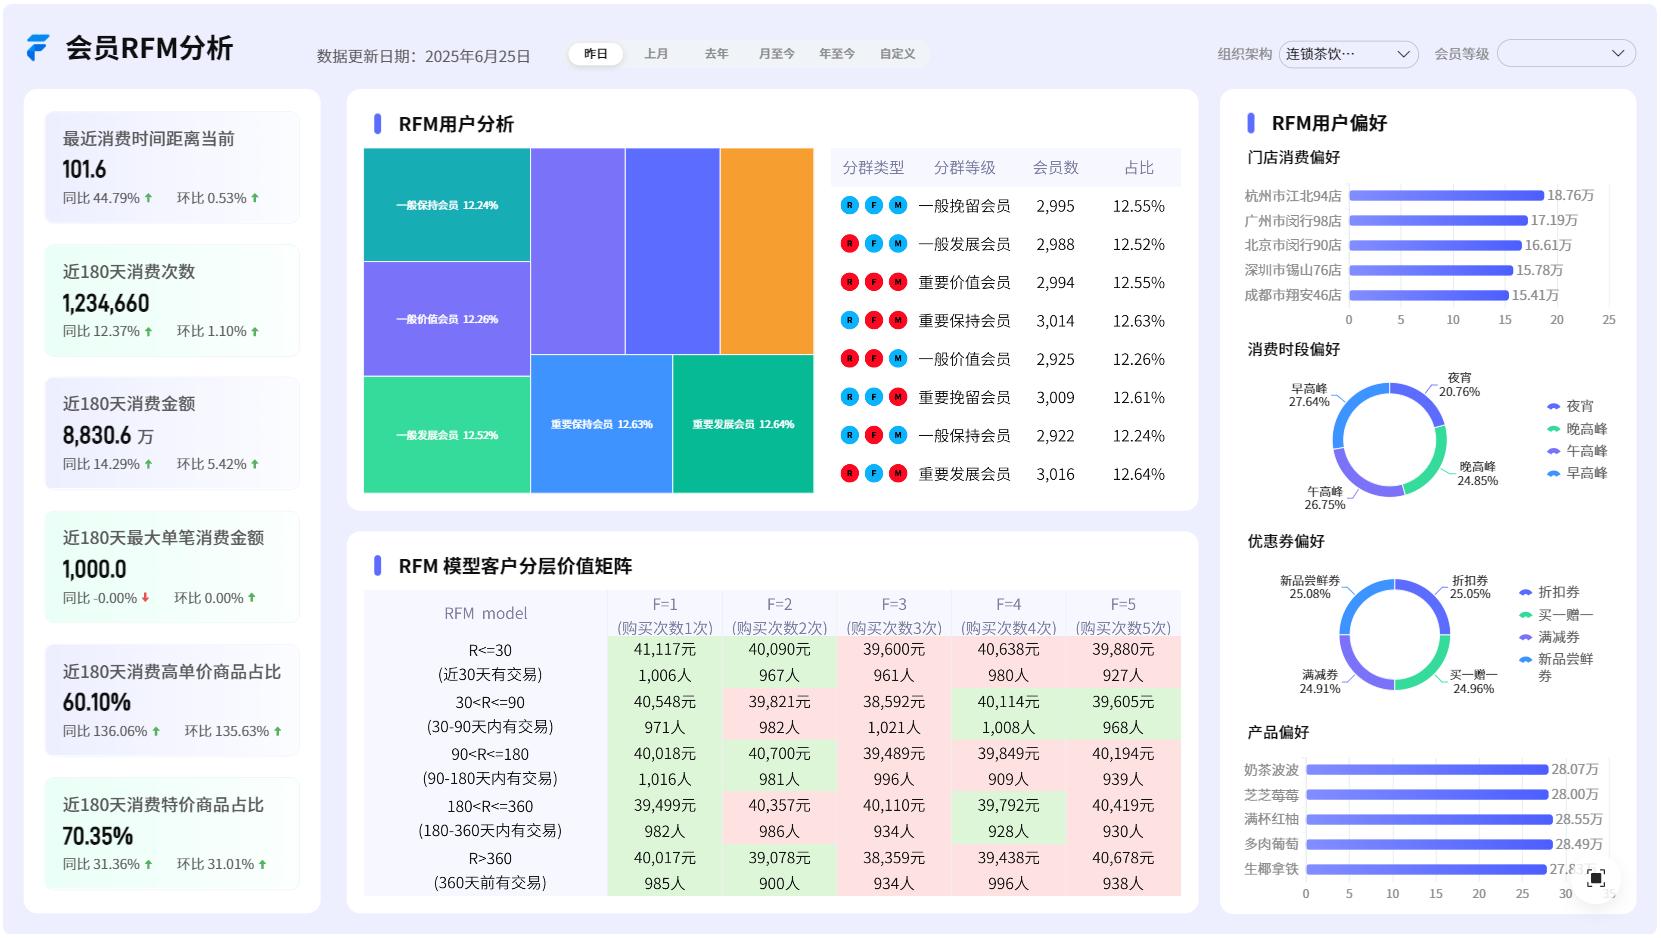 会员RFM分析
数据更新日期：2025年6月25日
昨日 上月 去年 月至今 年至今 自定义
组织架构 连锁茶饮… 会员等级
最近消费时间距离当前
101.6
同比 44.79% 环比 0.53%
近180天消费次数
1,234,660
同比 12.37% 环比 1.10%
近180天消费金额
8,830.6 万
同比 14.29% 环比 5.42%
近180天最大单笔消费金额
1,000.0
同比 -0.00% 环比 0.00%
近180天消费高单价商品占比
60.10%
同比 136.06% 环比 135.63%
近180天消费特价商品占比
70.35%
同比 31.36% 环比 31.01%
RFM用户分析
一般保持会员 12.24%
一般价值会员 12.26%
一般发展会员 12.52%
重要保持会员 12.63%
重要发展会员 12.64%
分群类型 分群等级 会员数 占比
R F M 一般挽留会员 2,995 12.55%
R F M 一般发展会员 2,988 12.52%
R F M 重要价值会员 2,994 12.55%
R F M 重要保持会员 3,014 12.63%
R F M 一般价值会员 2,925 12.26%
R F M 重要挽留会员 3,009 12.61%
R F M 一般保持会员 2,922 12.24%
R F M 重要发展会员 3,016 12.64%
RFM 模型客户分层价值矩阵
RFM model
F=1 F=2 F=3 F=4 F=5
(购买次数1次) (购买次数2次) (购买次数3次) (购买次数4次) (购买次数5次)
R<=30 41,117元 40,090元 39,600元 40,638元 39,880元
(近30天有交易) 1,006人 967人 961人 980人 927人
30<R<=90 40,548元 39,821元 38,592元 40,114元 39,605元
(30-90天内有交易) 971人 982人 1,021人 1,008人 968人
90<R<=180 40,018元 40,700元 39,489元 39,849元 40,194元
(90-180天内有交易) 1,016人 981人 996人 909人 939人
180<R<=360 39,499元 40,357元 40,110元 39,792元 40,419元
(180-360天内有交易) 982人 986人 934人 928人 930人
R>360 40,017元 39,078元 38,359元 39,438元 40,678元
(360天前有交易) 985人 900人 934人 996人 938人
RFM用户偏好
门店消费偏好
杭州市江北94店 18.76万
广州市闵行98店 17.19万
北京市闵行90店 16.61万
深圳市锡山76店 15.78万
成都市翔安46店 15.41万
0 5 10 15 20 25
消费时段偏好
夜宵
20.76%
早高峰
27.64%
晚高峰
24.85%
午高峰
26.75%
夜宵
晚高峰
午高峰
早高峰
优惠券偏好
新品尝鲜券
25.08%
折扣券
25.05%
满减券
24.91%
买一赠一
24.96%
折扣券
买一赠一
满减券
新品尝鲜
券
产品偏好
奶茶波波 28.07万
芝芝莓莓 28.00万
满杯红柚 28.55万
多肉葡萄 28.49万
生椰拿铁 27.83万
0 5 10 15 20 25 30 35